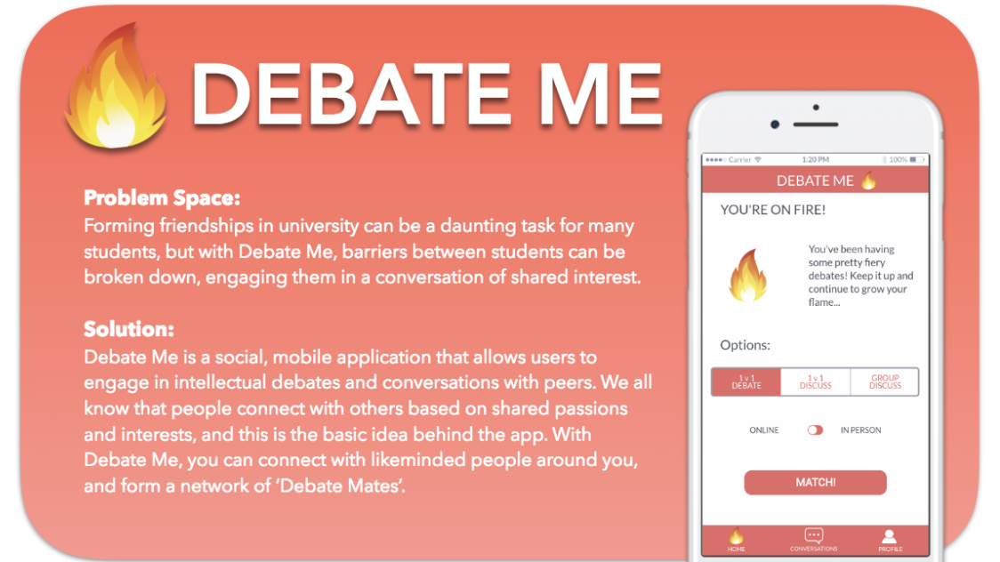 DEBATE ME
Problem Space:
Forming friendships in university can be a daunting task for many
students, but with Debate Me, barriers between students can be
broken down, engaging them in a conversation of shared interest.
Solution:
Debate Me is a social, mobile application that allows users to
engage in intellectual debates and conversations with peers. We all
know that people connect with others based on shared passions
and interests, and this is the basic idea behind the app. With
Debate Me, you can connect with likeminded people around you,
and form a network of ‘Debate Mates’.
Carrier 1:20 PM 100%
DEBATE ME
YOU'RE ON FIRE!
You've been having
some pretty fiery
debates! Keep it up and
continue to grow your
flame...
Options:
1 v 1 1 v 1 GROUP
DEBATE DISCUSS DISCUSS
ONLINE IN PERSON
MATCH!
HOME CONVERSATIONS PROFILE